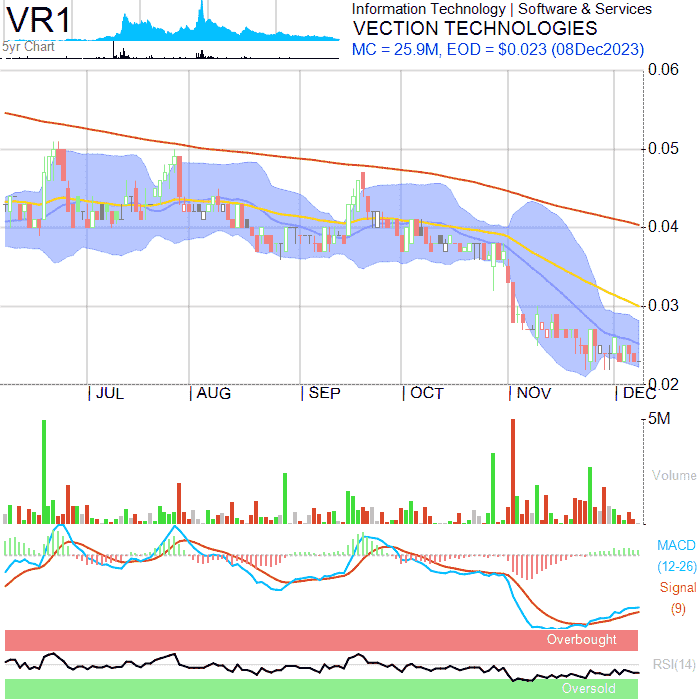 VR1
5yr Chart
Information Technology | Software & Services
VECTION TECHNOLOGIES
MC = 25.9M, EOD = $0.023 (08Dec2023)
0.06
0.05
0.04
0.03
0.02
| JUL
| AUG
| SEP
| OCT
| NOV
| DEC
5M
Volume
MACD
(12-26)
Signal
(9)
Overbought
RSI(14)
Oversold